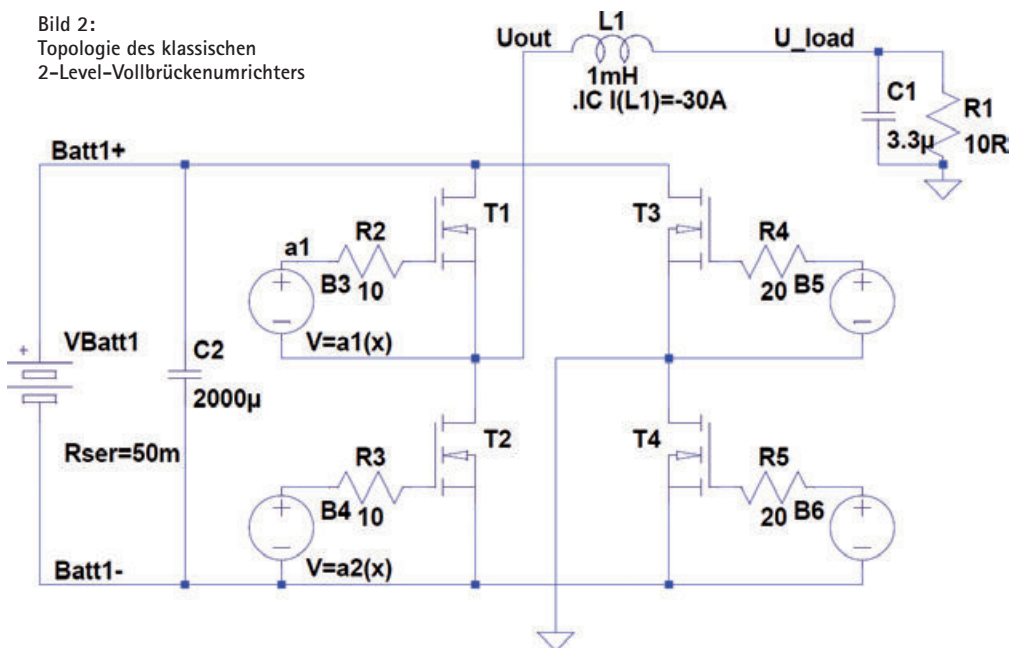 Bild 2:
Topologie des klassischen
2-Level-Vollbrückenumrichters
L1
Uout
U_load
1mH
.IC I(L1)=-30A
C1
3.3µ
R1
10R
Batt1+
T1
T3
R2
a1
B3
10
R4
20
B5
V=a1(x)
VBatt1
+
C2
2000µ
Rser=50m
T2
T4
R3
B4
10
R5
20
B6
V=a2(x)
Batt1-